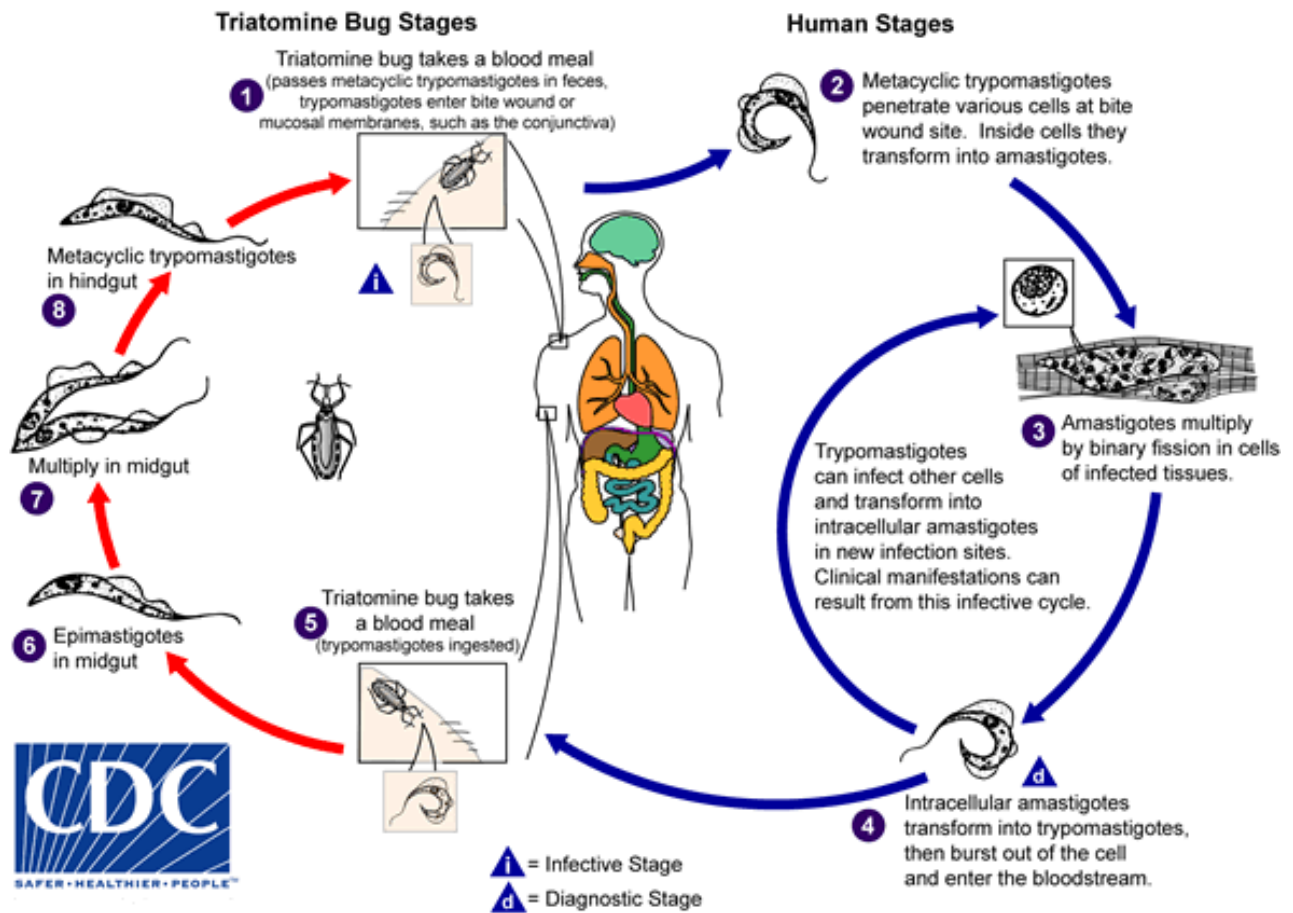 Triatomine Bug Stages
Human Stages
Triatomine bug takes a blood meal
(passes metacyclic trypomastigotes in feces,
trypomastigotes enter bite wound or
mucosal membranes, such as the conjunctiva)
1
i
2
Metacyclic trypomastigotes
penetrate various cells at bite
wound site. Inside cells they
transform into amastigotes.
3
Amastigotes multiply
by binary fission in cells
of infected tissues.
Trypomastigotes
can infect other cells
and transform into
intracellular amastigotes
in new infection sites.
Clinical manifestations can
result from this infective cycle.
d
4
Intracellular amastigotes
transform into trypomastigotes,
then burst out of the cell
and enter the bloodstream.
5
Triatomine bug takes
a blood meal
(trypomastigotes ingested)
6
Epimastigotes
in midgut
Multiply in midgut
7
Metacyclic trypomastigotes
in hindgut
8
CDC
SAFER•HEALTHIER•PEOPLE™
i = Infective Stage
d = Diagnostic Stage